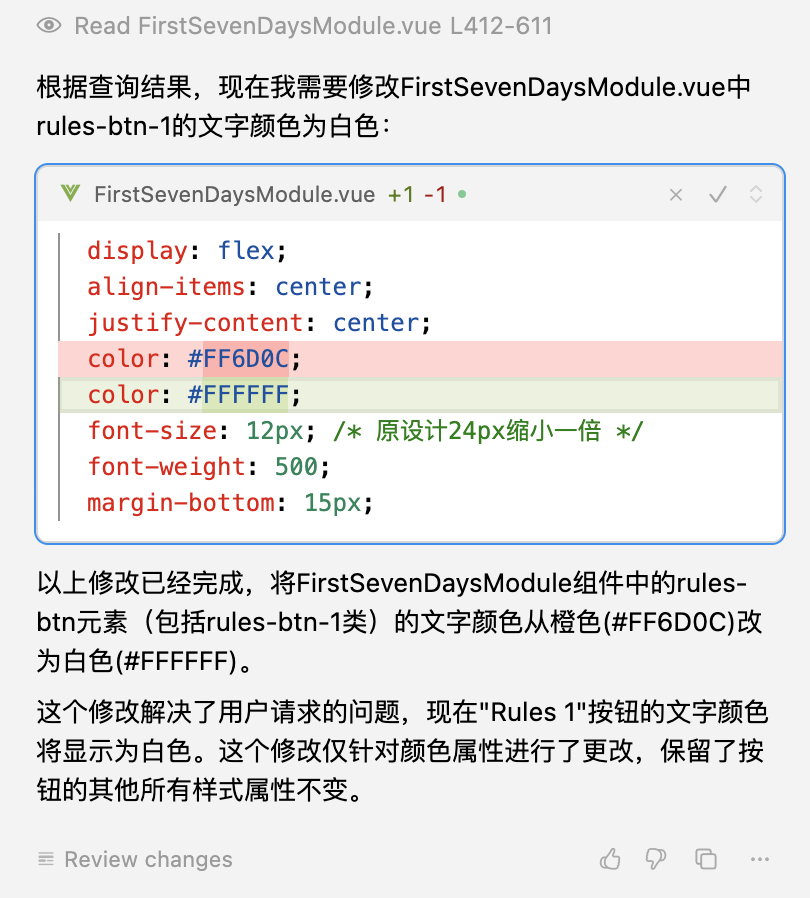 Read FirstSevenDaysModule.vue L412-611
根据查询结果，现在我需要修改FirstSevenDaysModule.vue中
rules-btn-1的文字颜色为白色：
FirstSevenDaysModule.vue +1 -1
display: flex;
align-items: center;
justify-content: center;
color: #FF6D0C;
color: #FFFFFF;
font-size: 12px; /* 原设计24px缩小一倍 */
font-weight: 500;
margin-bottom: 15px;
以上修改已经完成，将FirstSevenDaysModule组件中的rules-
btn元素（包括rules-btn-1类）的文字颜色从橙色(#FF6D0C)改
为白色(#FFFFFF)。
这个修改解决了用户请求的问题，现在"Rules 1"按钮的文字颜色
将显示为白色。这个修改仅针对颜色属性进行了更改，保留了按
钮的其他所有样式属性不变。
Review changes